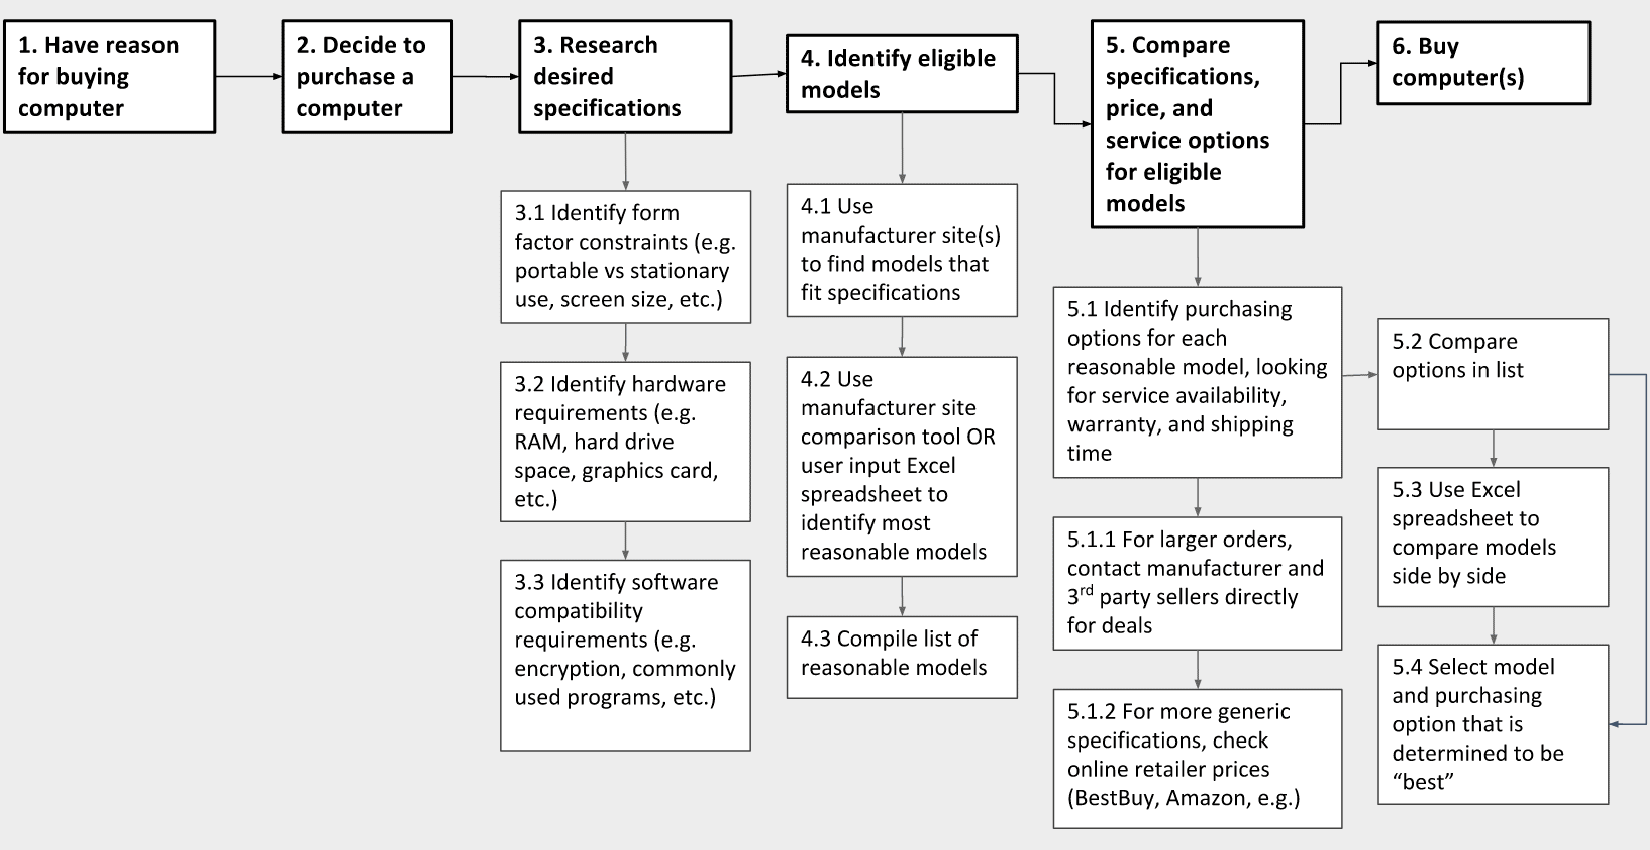 1. Have reason
for buying
computer
2. Decide to
purchase a
computer
3. Research
desired
specifications
4. Identify eligible
models
5. Compare
specifications,
price, and
service options
for eligible
models
6. Buy
computer(s)
3.1 Identify form
factor constraints (e.g.
portable vs stationary
use, screen size, etc.)
3.2 Identify hardware
requirements (e.g.
RAM, hard drive
space, graphics card,
etc.)
3.3 Identify software
compatibility
requirements (e.g.
encryption, commonly
used programs, etc.)
4.1 Use
manufacturer site(s)
to find models that
fit specifications
4.2 Use
manufacturer site
comparison tool OR
user input Excel
spreadsheet to
identify most
reasonable models
4.3 Compile list of
reasonable models
5.1 Identify purchasing
options for each
reasonable model, looking
for service availability,
warranty, and shipping
time
5.1.1 For larger orders,
contact manufacturer and
3rd party sellers directly
for deals
5.1.2 For more generic
specifications, check
online retailer prices
(BestBuy, Amazon, e.g.)
5.2 Compare
options in list
5.3 Use Excel
spreadsheet to
compare models
side by side
5.4 Select model
and purchasing
option that is
determined to be
“best”